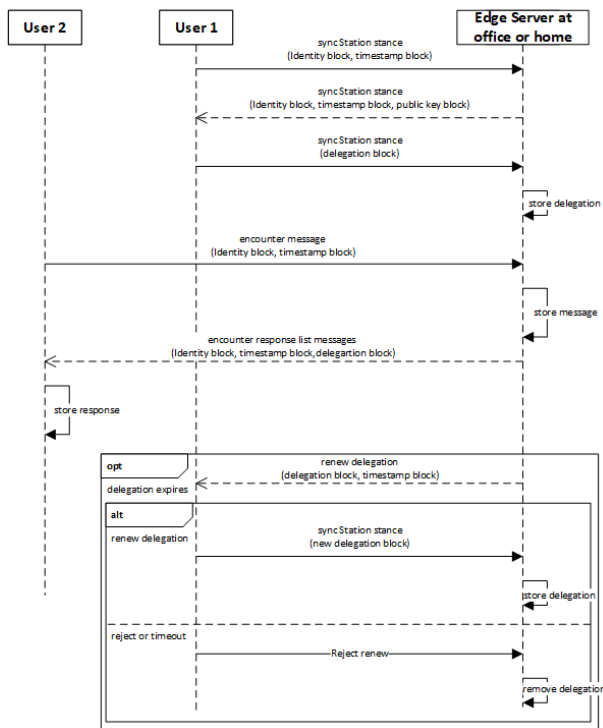 User 2
User 1
Edge Server at
office or home
syncStation stance
(Identity block, timestamp block)
syncStation stance
(Identity block, timestamp block, public key block)
syncStation stance
(delegation block)
store delegation
encounter message
(Identity block, timestamp block)
store message
encounter response list messages
(Identity block, timestamp block,delegartion block)
store response
opt
renew delegation
(delegation block, timestamp block)
delegation expires
alt
syncStation stance
renew delegation
(new delegation block)
store delegation
reject or timeout
Reject renew
remove delegation